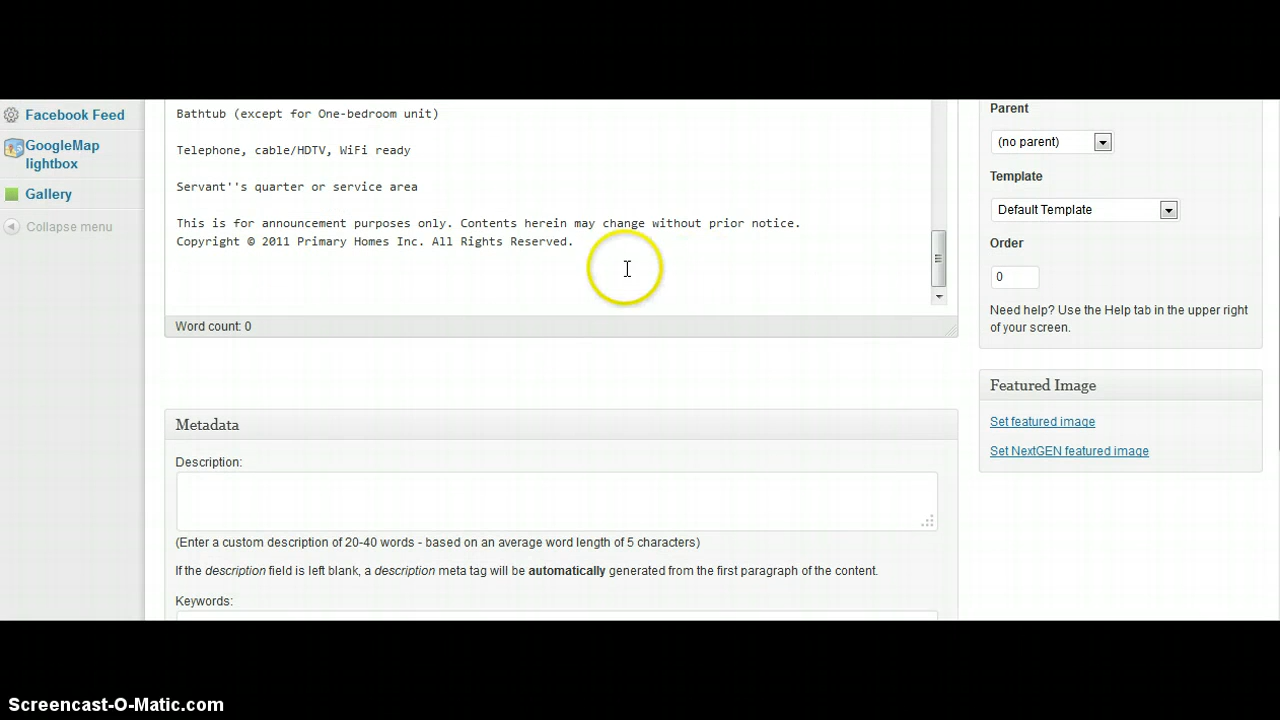 Facebook Feed
GoogleMap
lightbox
Gallery
Collapse menu
Bathtub (except for One-bedroom unit)
Telephone, cable/HDTV, WiFi ready
Servant''s quarter or service area
This is for announcement purposes only. Contents herein may change without prior notice.
Copyright © 2011 Primary Homes Inc. All Rights Reserved.
Word count: 0
Metadata
Description:
(Enter a custom description of 20-40 words - based on an average word length of 5 characters)
If the description field is left blank, a description meta tag will be automatically generated from the first paragraph of the content.
Keywords:
Parent
(no parent)
Template
Default Template
Order
0
Need help? Use the Help tab in the upper right
of your screen.
Featured Image
Set featured image
Set NextGEN featured image
Screencast-O-Matic.com